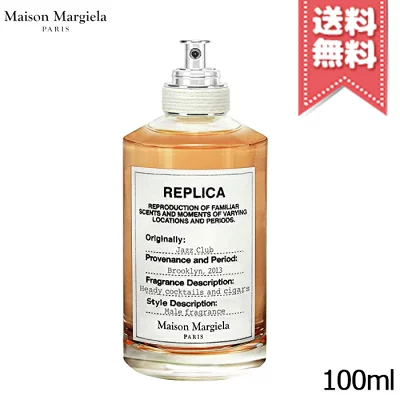 Maison Margiela
PARIS
送料
無料
REPLICA
REPRODUCTION OF FAMILIAR
SCENTS AND MOMENTS OF VARYING
LOCATIONS AND PERIODS.
Originally:
Jazz Club
Provenance and Period:
Brooklyn, 2013
Fragrance Description:
Heady cocktails and cigars
Style Description:
Male fragrance
Maison Margiela
PARIS
100ml